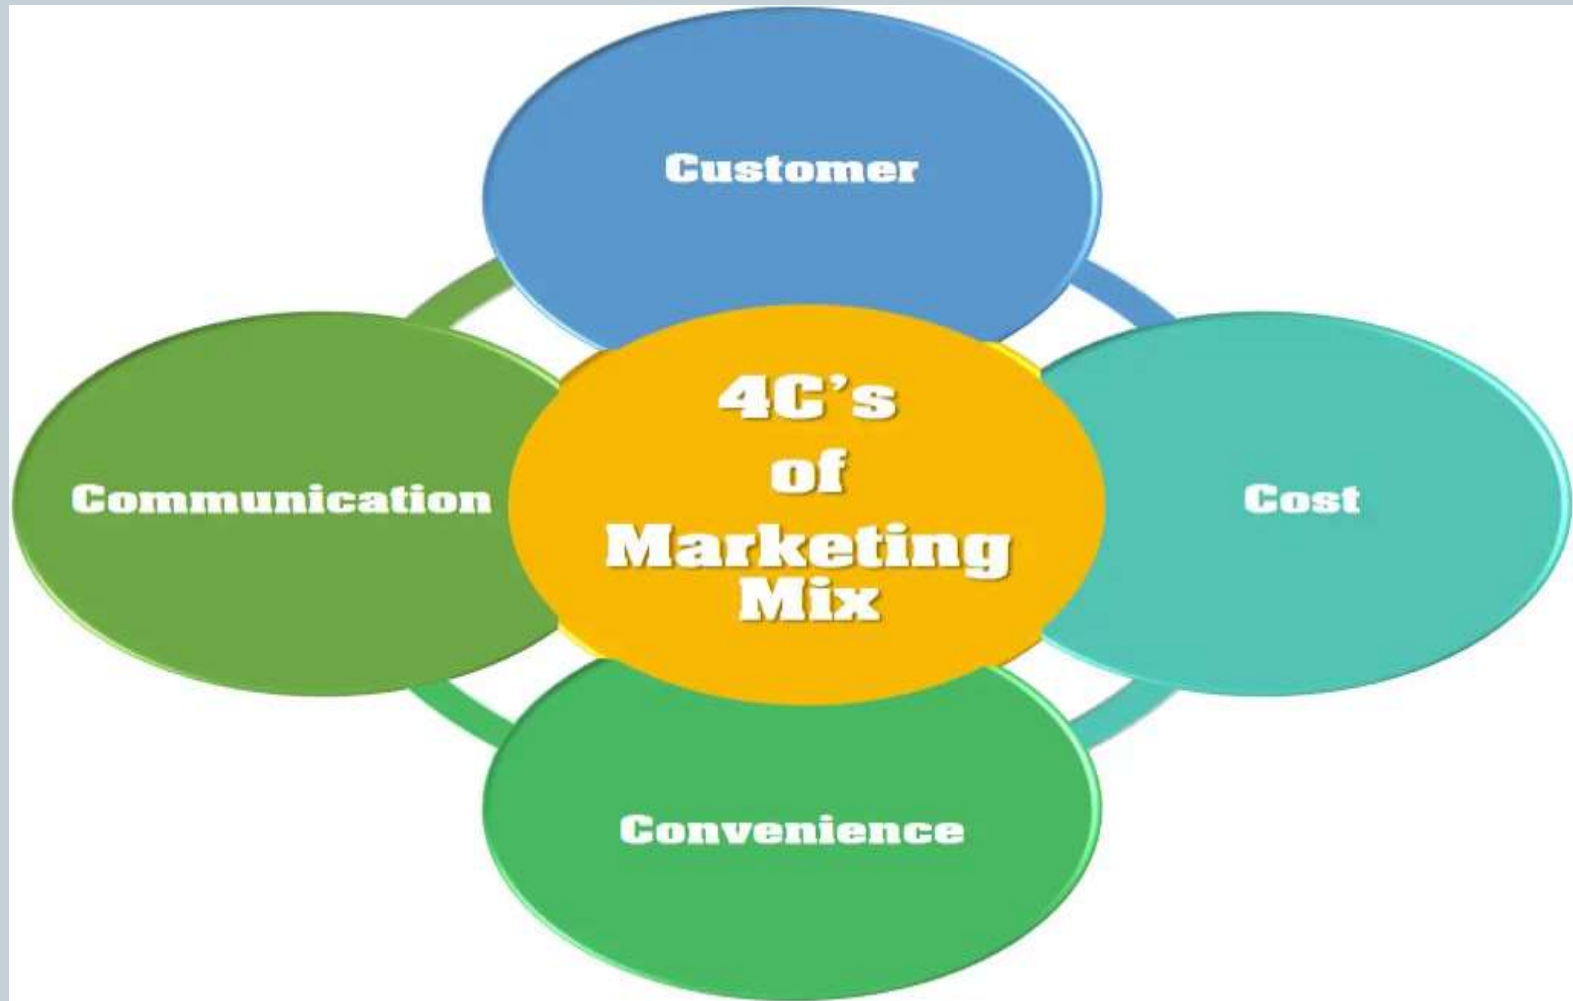 Customer
4C's
of
Marketing
Mix
Communication
Cost
Convenience